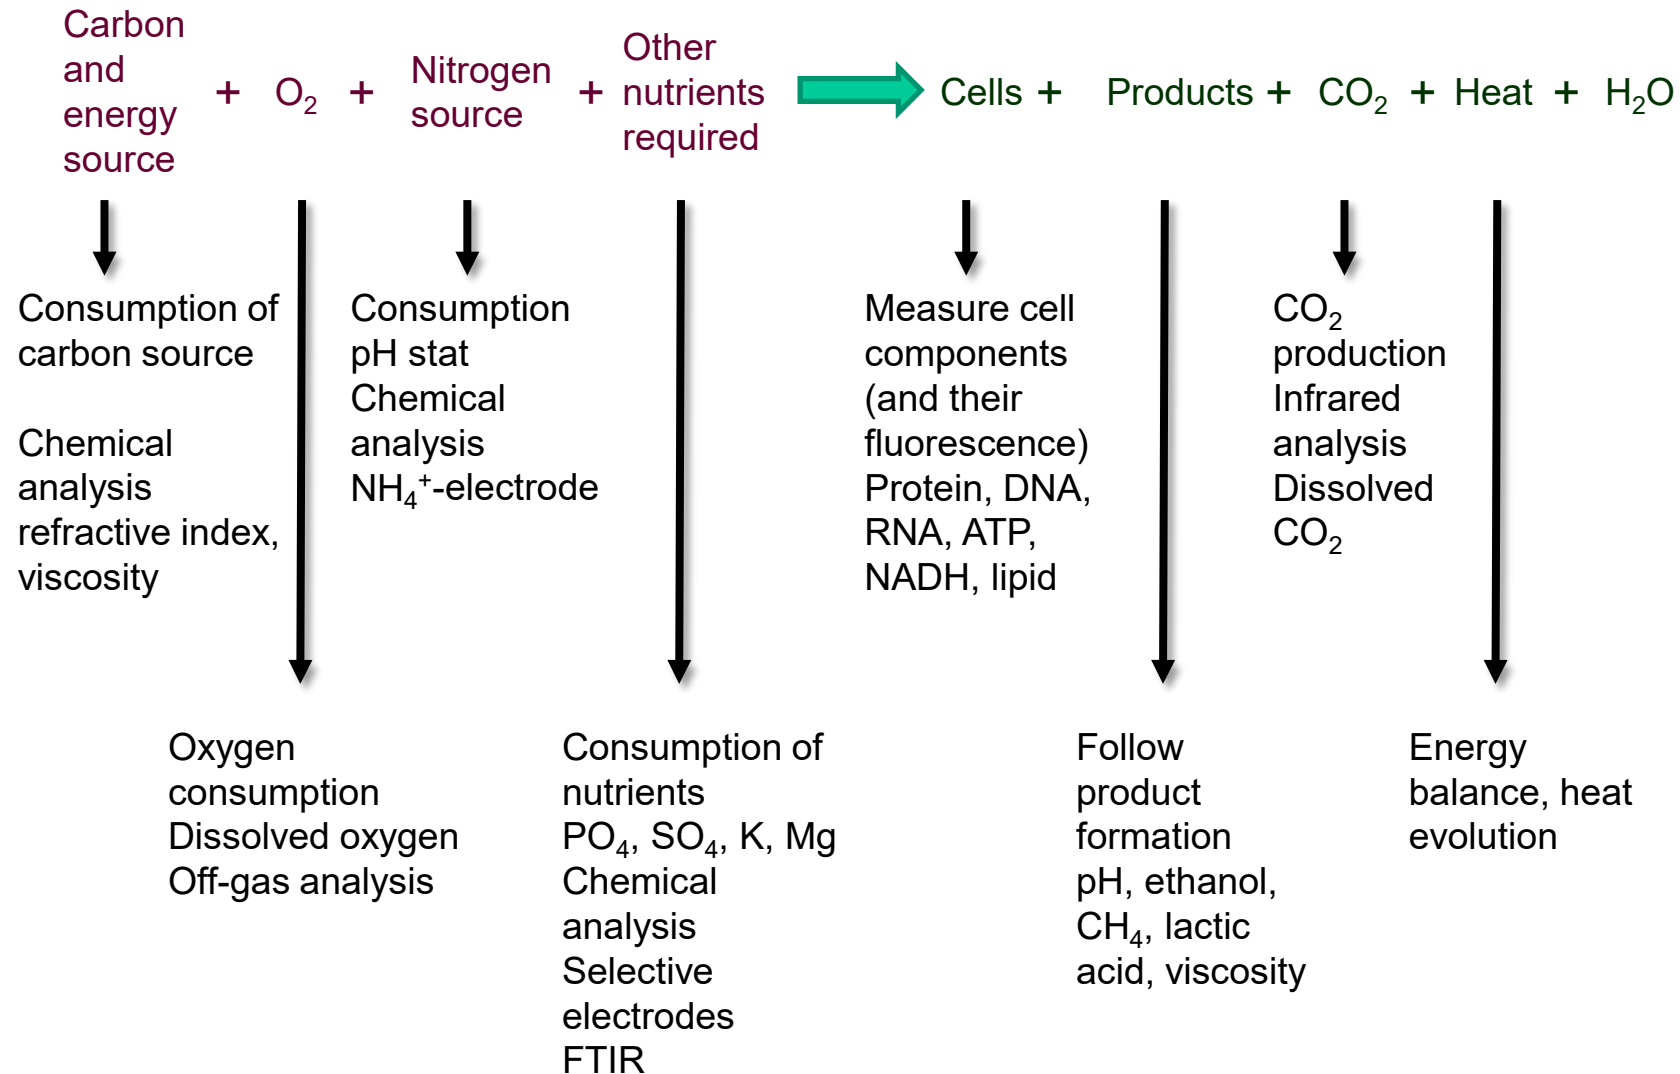 Carbon
and
energy
source
+
O₂
+
Nitrogen
source
+
Other
nutrients
required
Cells +
Products +
CO₂
+
Heat
+
H₂O
Consumption of
carbon source
Chemical
analysis
refractive index,
viscosity
Consumption
pH stat
Chemical
analysis
NH₄⁺-electrode
Measure cell
components
(and their
fluorescence)
Protein, DNA,
RNA, ATP,
NADH, lipid
CO₂
production
Infrared
analysis
Dissolved
CO₂
Oxygen
consumption
Dissolved oxygen
Off-gas analysis
Consumption of
nutrients
PO₄, SO₄, K, Mg
Chemical
analysis
Selective
electrodes
FTIR
Follow
product
formation
pH, ethanol,
CH₄, lactic
acid, viscosity
Energy
balance, heat
evolution